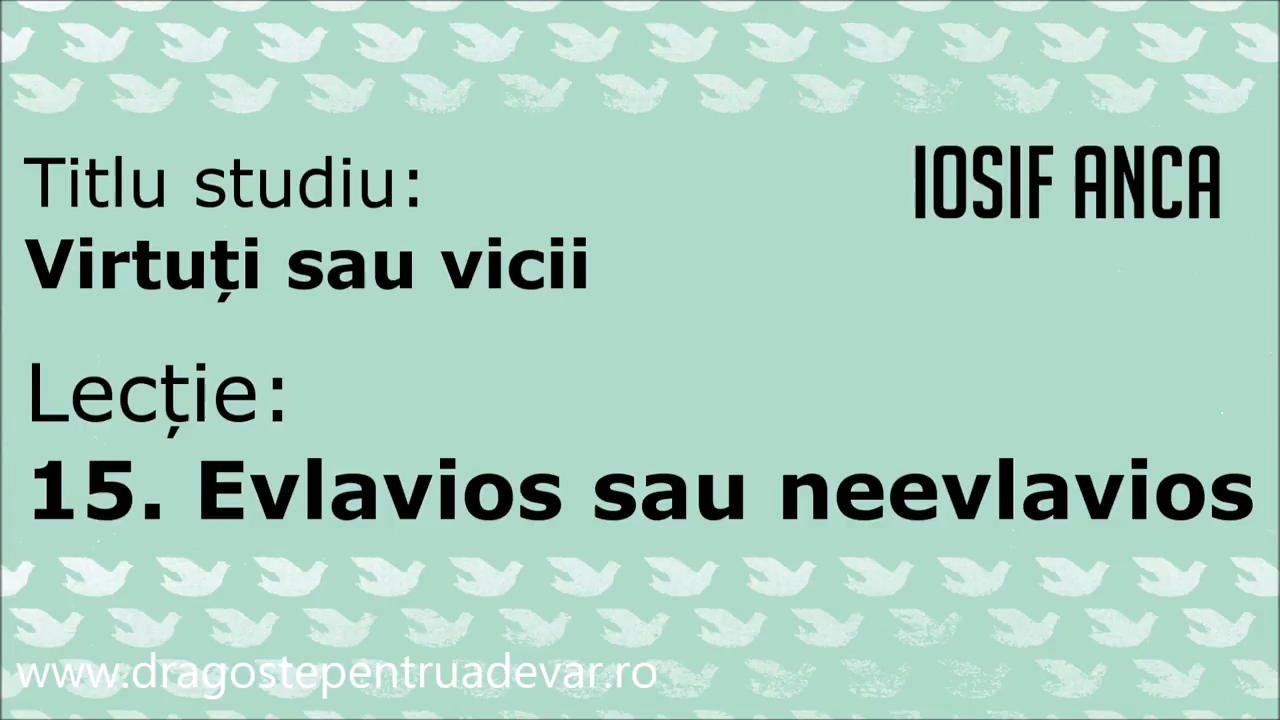 Titlu studiu:
IOSIF ANCA
Virtuți sau vicii
Lecție:
15. Evlavios sau neevlavios
www.dragostepentruadevar.ro